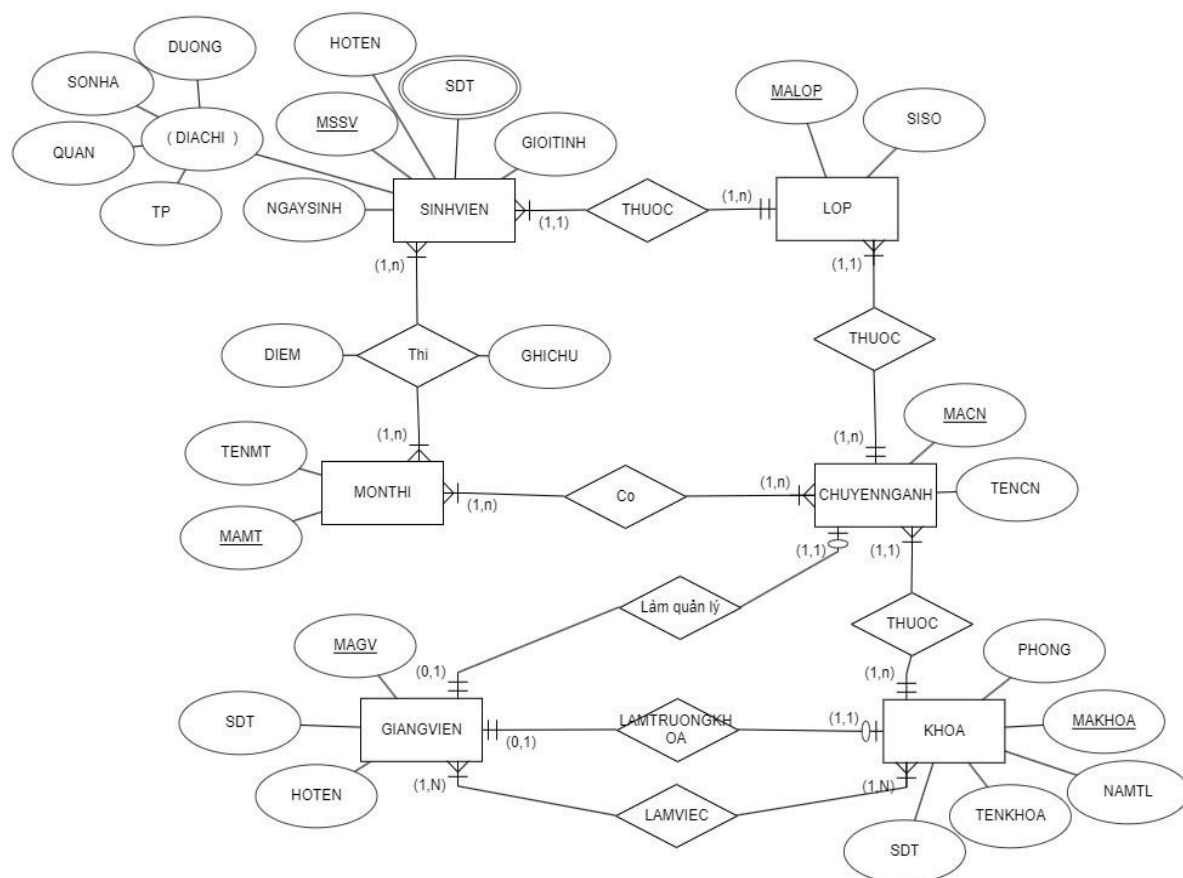 DUONG
HOTEN
SONHA
SDT
MSSV
MALOP
SISO
( DIACHI )
GIOITINH
QUAN
TP
NGAYSINH
SINHVIEN
(1,1)
THUOC
(1,n)
LOP
(1,n)
(1,1)
DIEM
Thi
GHICHU
THUOC
(1,n)
(1,n)
MACN
TENMT
MONTHI
(1,n)
Co
(1,n)
CHUYENNGANH
TENCN
MAMT
(1,1)
(1,1)
Làm quản lý
THUOC
MAGV
(0,1)
(1,n)
PHONG
SDT
GIANGVIEN
(0,1)
LAMTRUONGKH
OA
(1,1)
KHOA
MAKHOA
HOTEN
(1,N)
LAMVIEC
(1,N)
NAMTL
TENKHOA
SDT